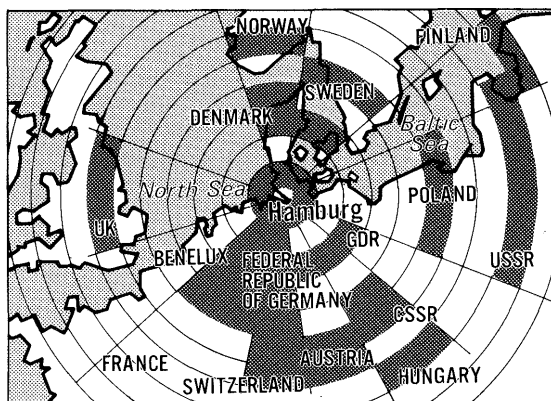 NORWAY
FINLAND
SWEDEN
DENMARK
Baltic
Sea
North Sea
POLAND
Hamburg
UK
GDR
BENELUX
FEDERAL
REPUBLIC
OF GERMANY
USSR
CSSR
FRANCE
AUSTRIA
SWITZERLAND
HUNGARY